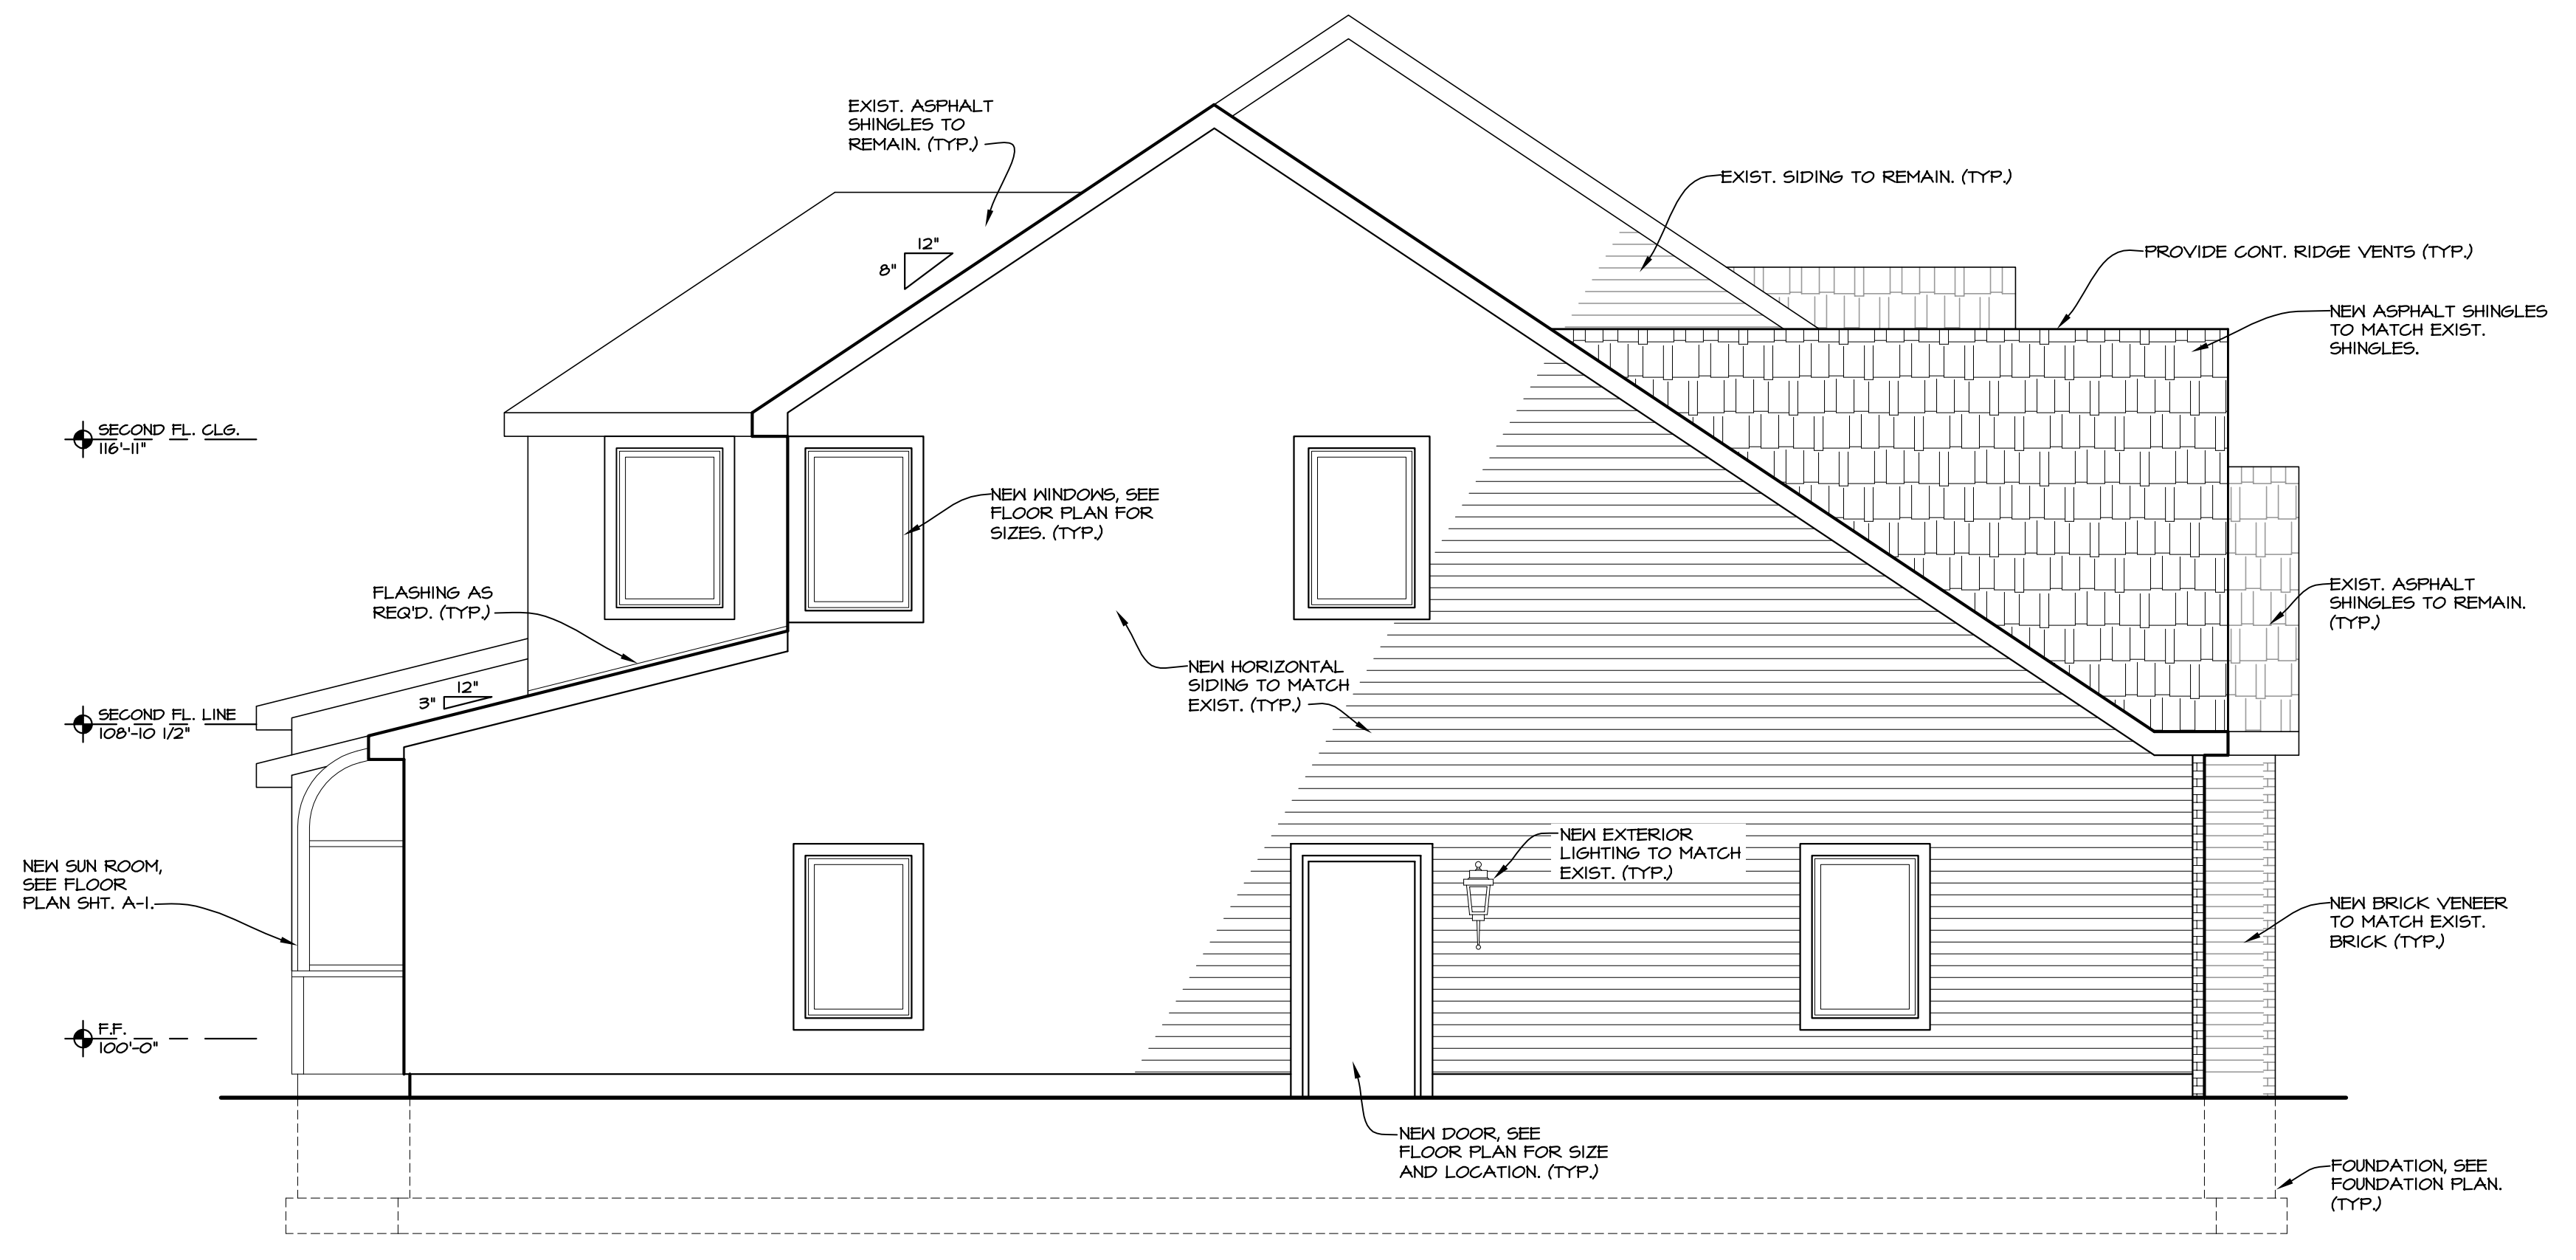 EXIST. ASPHALT
SHINGLES TO
REMAIN. (TYP.)
EXIST. SIDING TO REMAIN. (TYP.)
12"
8"
PROVIDE CONT. RIDGE VENTS (TYP.)
NEW ASPHALT SHINGLES
TO MATCH EXIST.
SHINGLES.
SECOND FL. CLG.
116'-11"
NEW WINDOWS, SEE
FLOOR PLAN FOR
SIZES. (TYP.)
FLASHING AS
REQ'D. (TYP.)
EXIST. ASPHALT
SHINGLES TO REMAIN.
(TYP.)
NEW HORIZONTAL
SIDING TO MATCH
EXIST. (TYP.)
12"
3"
SECOND FL. LINE
108'-10 1/2"
NEW EXTERIOR
LIGHTING TO MATCH
EXIST. (TYP.)
NEW SUN ROOM,
SEE FLOOR
PLAN SHT. A-1.
NEW BRICK VENEER
TO MATCH EXIST.
BRICK (TYP.)
F.F.
100'-0"
NEW DOOR, SEE
FLOOR PLAN FOR SIZE
AND LOCATION. (TYP.)
FOUNDATION, SEE
FOUNDATION PLAN.
(TYP.)